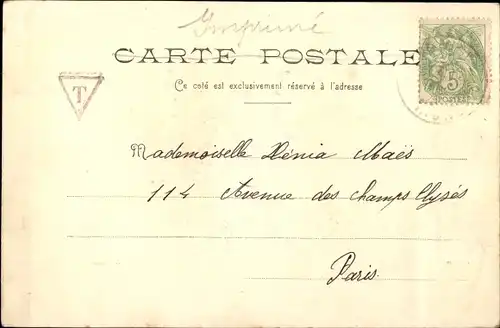 Imprimé
CARTE POSTALE
Ce coté est exclusivement réservé à l'adresse
T
5
POSTES
Mademoiselle Xénia Maës
114 Avenue des champs Elysés
Paris.